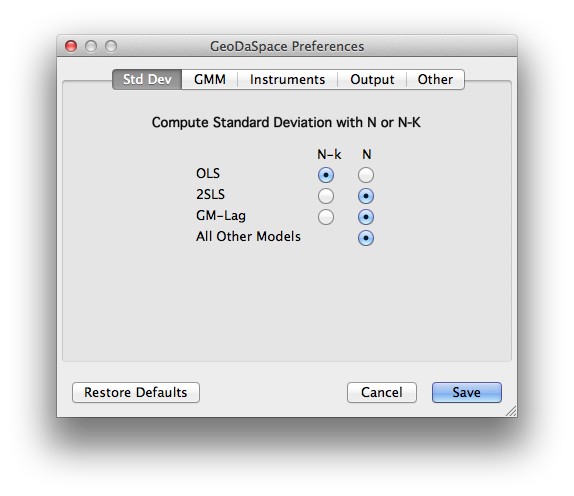 GeoDaSpace Preferences
Std Dev GMM Instruments Output Other
Compute Standard Deviation with N or N-K
N-k N
OLS
2SLS
GM-Lag
All Other Models
Restore Defaults Cancel Save